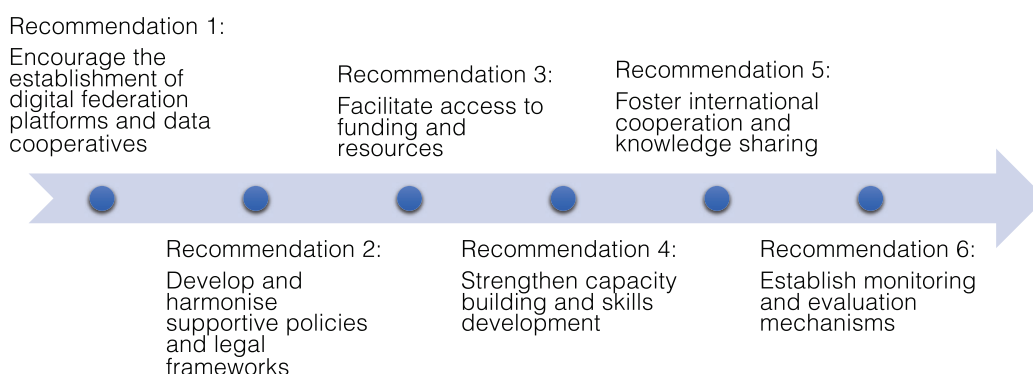 Recommendation 1:
Encourage the
establishment of
digital federation
platforms and data
cooperatives
Recommendation 2:
Develop and
harmonise
supportive policies
and legal
frameworks
Recommendation 3:
Facilitate access to
funding and
resources
Recommendation 4:
Strengthen capacity
building and skills
development
Recommendation 5:
Foster international
cooperation and
knowledge sharing
Recommendation 6:
Establish monitoring
and evaluation
mechanisms